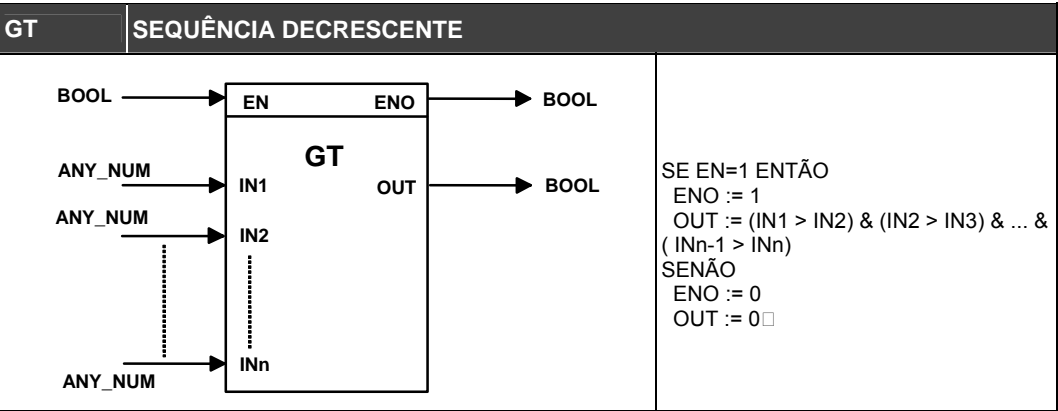 GT SEQUÊNCIA DECRESCENTE
BOOL EN ENO BOOL
GT
ANY_NUM IN1 OUT BOOL
ANY_NUM IN2
ANY_NUM INn
SE EN=1 ENTÃO
ENO := 1
OUT := (IN1 > IN2) & (IN2 > IN3) & ... &
( INn-1 > INn)
SENÃO
ENO := 0
OUT := 0□